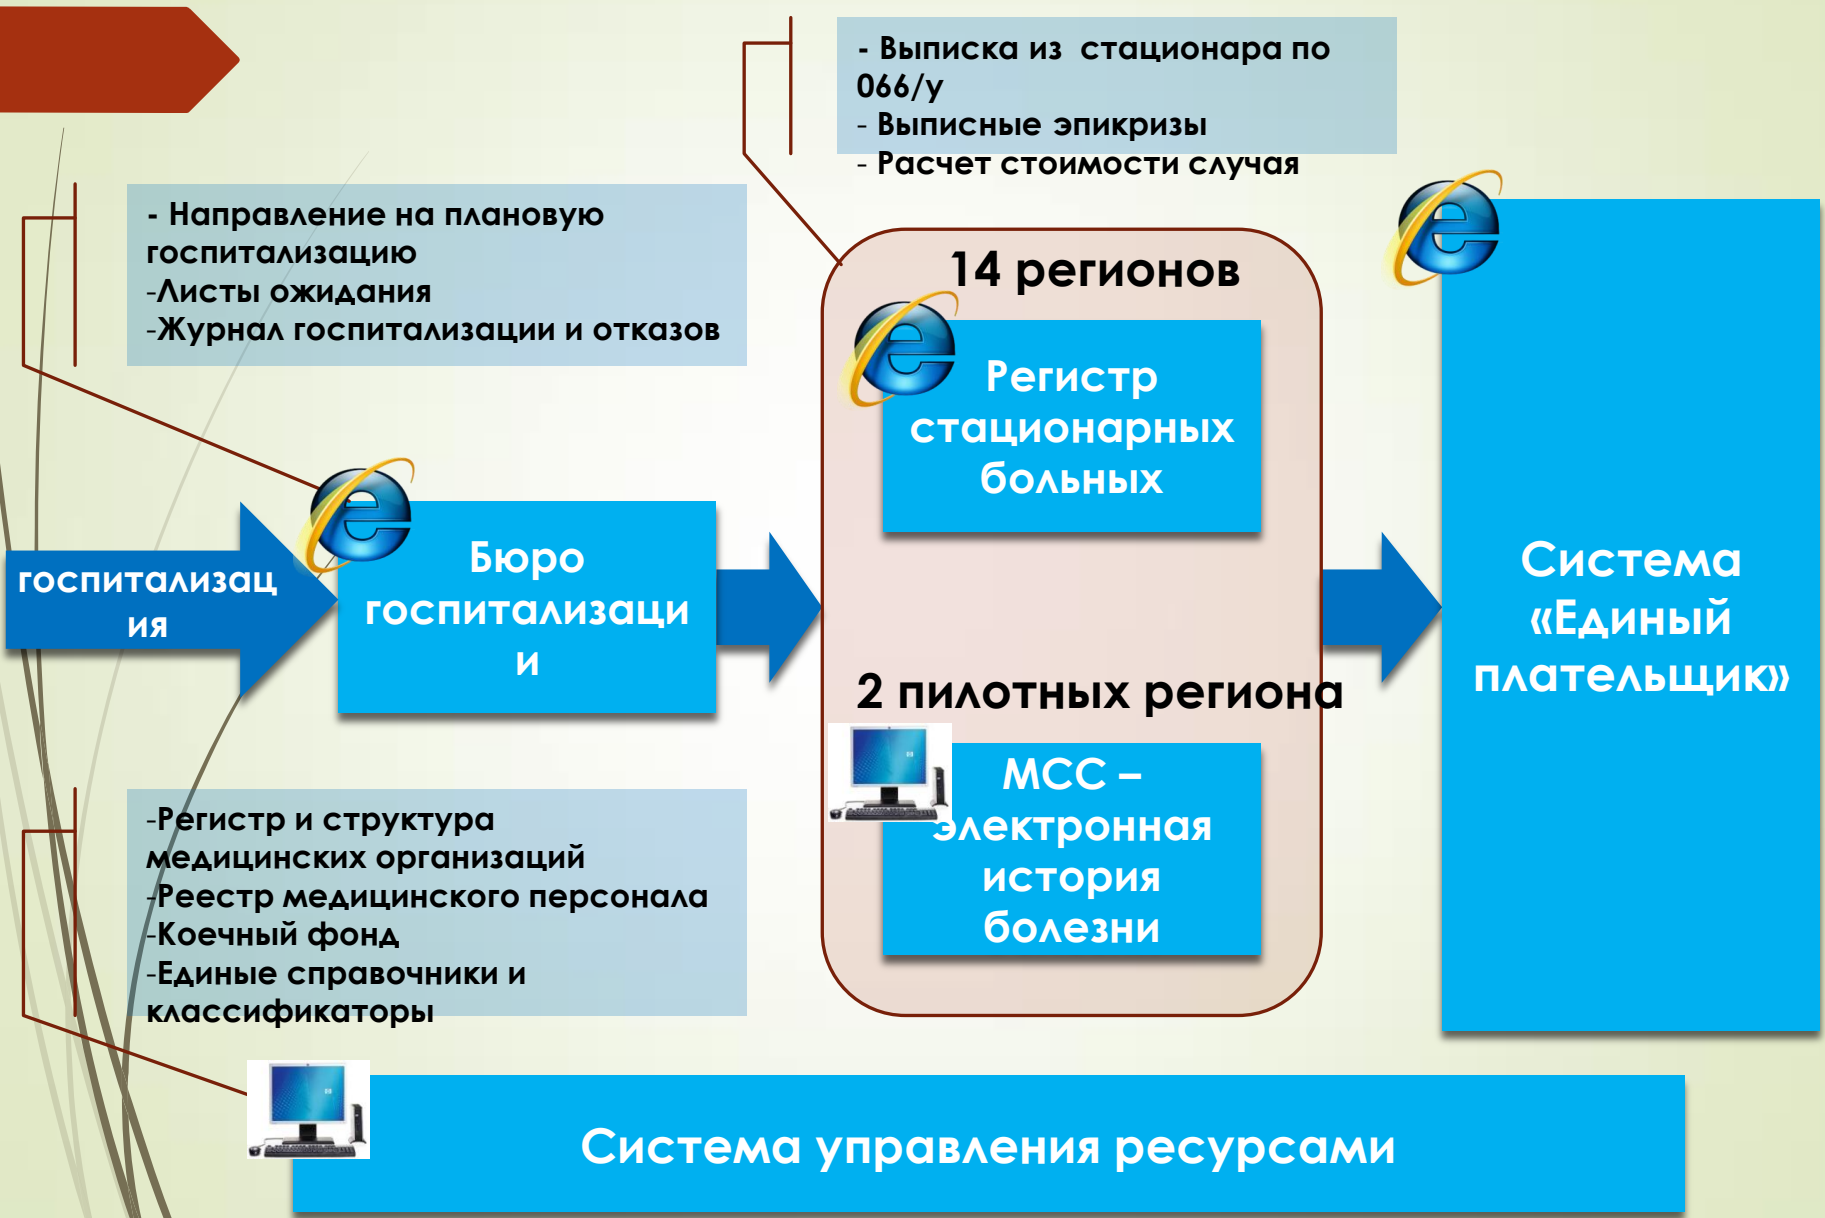 - Выписка из стационара по
066/у
- Выписные эпикризы
- Расчет стоимости случая
- Направление на плановую
госпитализацию
-Листы ожидания
-Журнал госпитализации и отказов
14 регионов
Регистр
стационарных
больных
госпитализац
ия
Бюро
госпитализаци
и
2 пилотных региона
МСС –
электронная
история
болезни
Система
«Единый
плательщик»
-Регистр и структура
медицинских организаций
-Реестр медицинского персонала
-Коечный фонд
-Единые справочники и
классификаторы
Система управления ресурсами